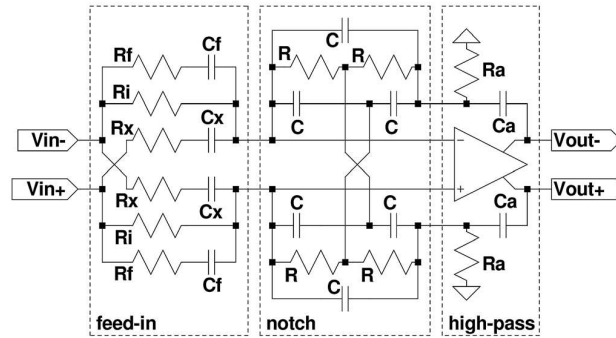 Rf
Cf
Ri
Rx
Cx
Vin-
Vin+
Rx
Cx
Ri
Rf
Cf
feed-in
C
R
R
C
C
C
C
R
R
C
notch
Ra
Ca
−
+
Vout-
Vout+
Ca
Ra
high-pass